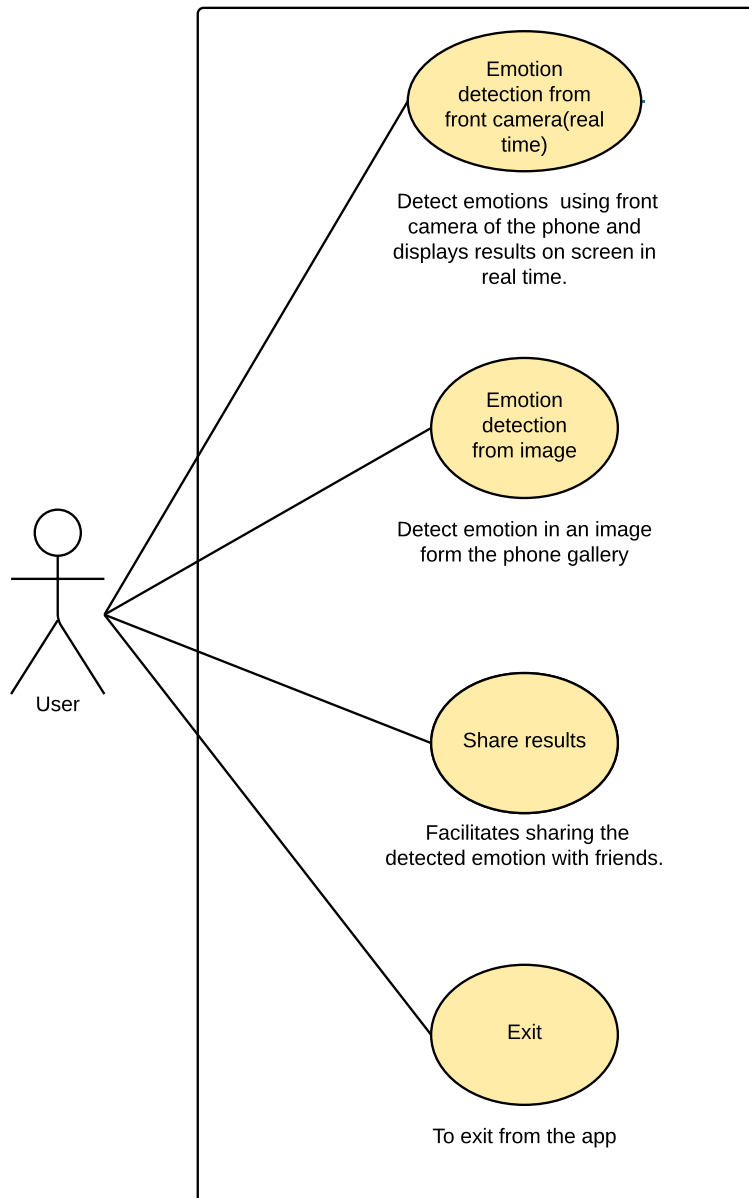 Emotion
detection from
front camera(real
time)
Detect emotions  using front
camera of the phone and
displays results on screen in
real time.
Emotion
detection
from image
Detect emotion in an image
form the phone gallery
User
Share results
Facilitates sharing the
detected emotion with friends.
Exit
To exit from the app